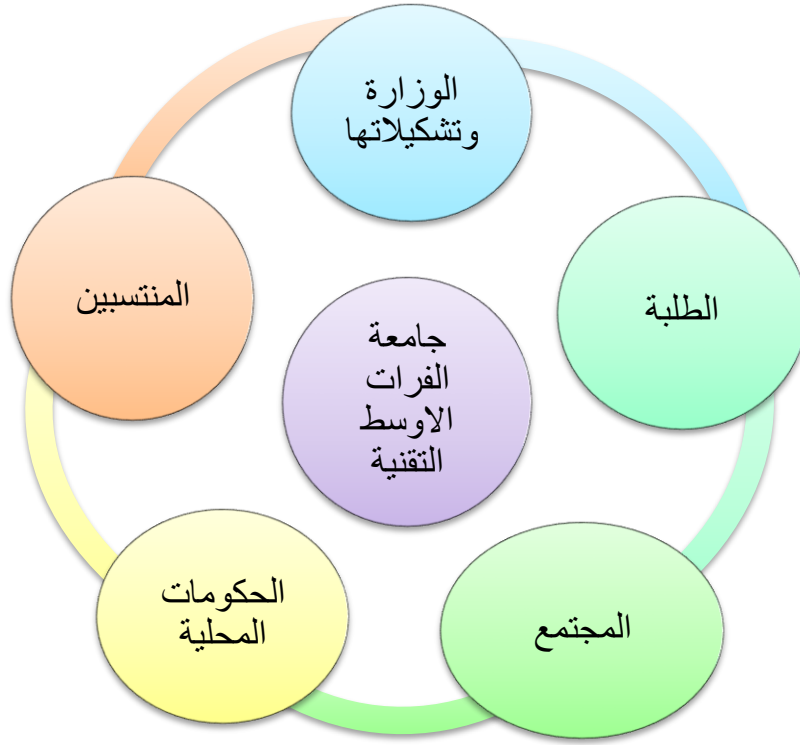 الوزارة
وتشكيلاتها
الطلبة
المنتسبين
جامعة
الفرات
الاوسط
التقنية
المجتمع
الحكومات
المحلية